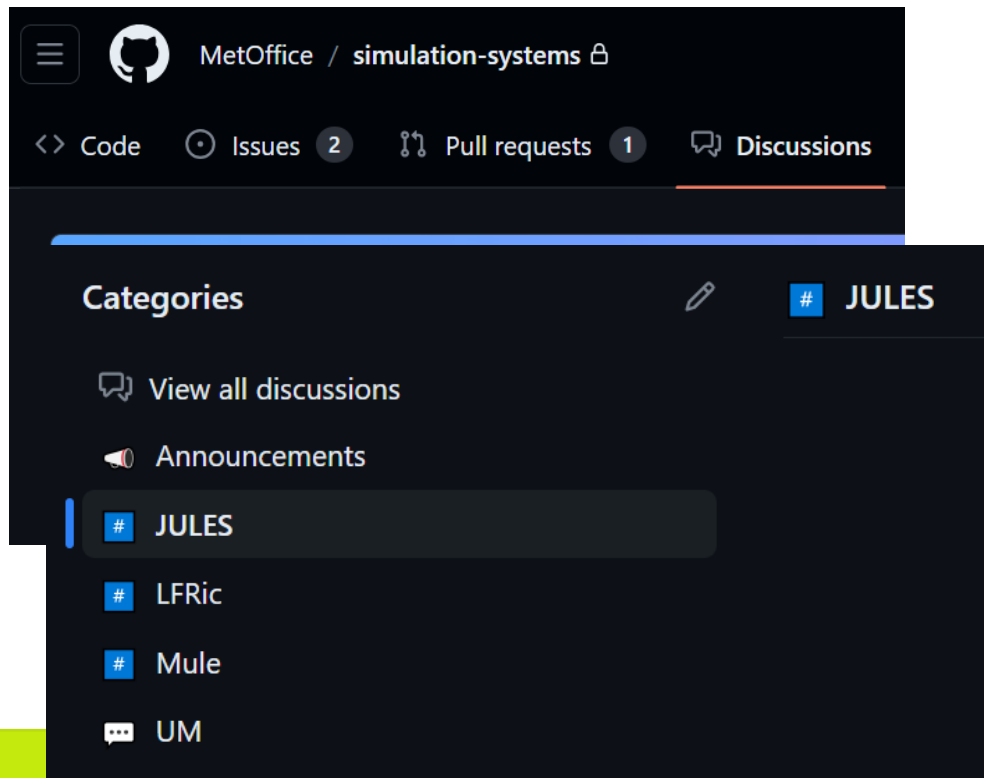 MetOffice / simulation-systems
Code Issues 2 Pull requests 1 Discussions
Categories
# JULES
View all discussions
Announcements
# JULES
# LFRic
# Mule
UM